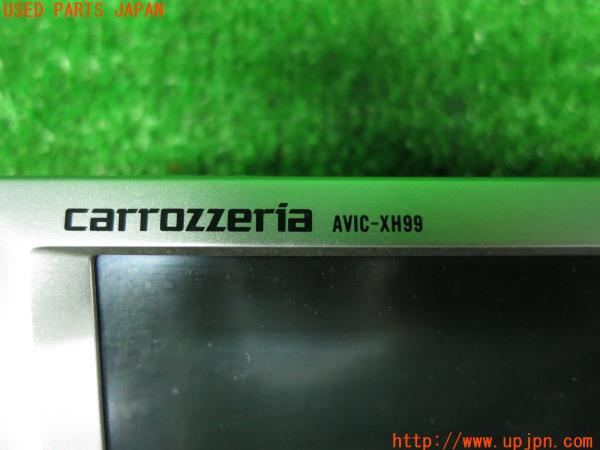 USED PARTS JAPAN
carrozzeria AVIC-XH99
http://www.upjpn.com/